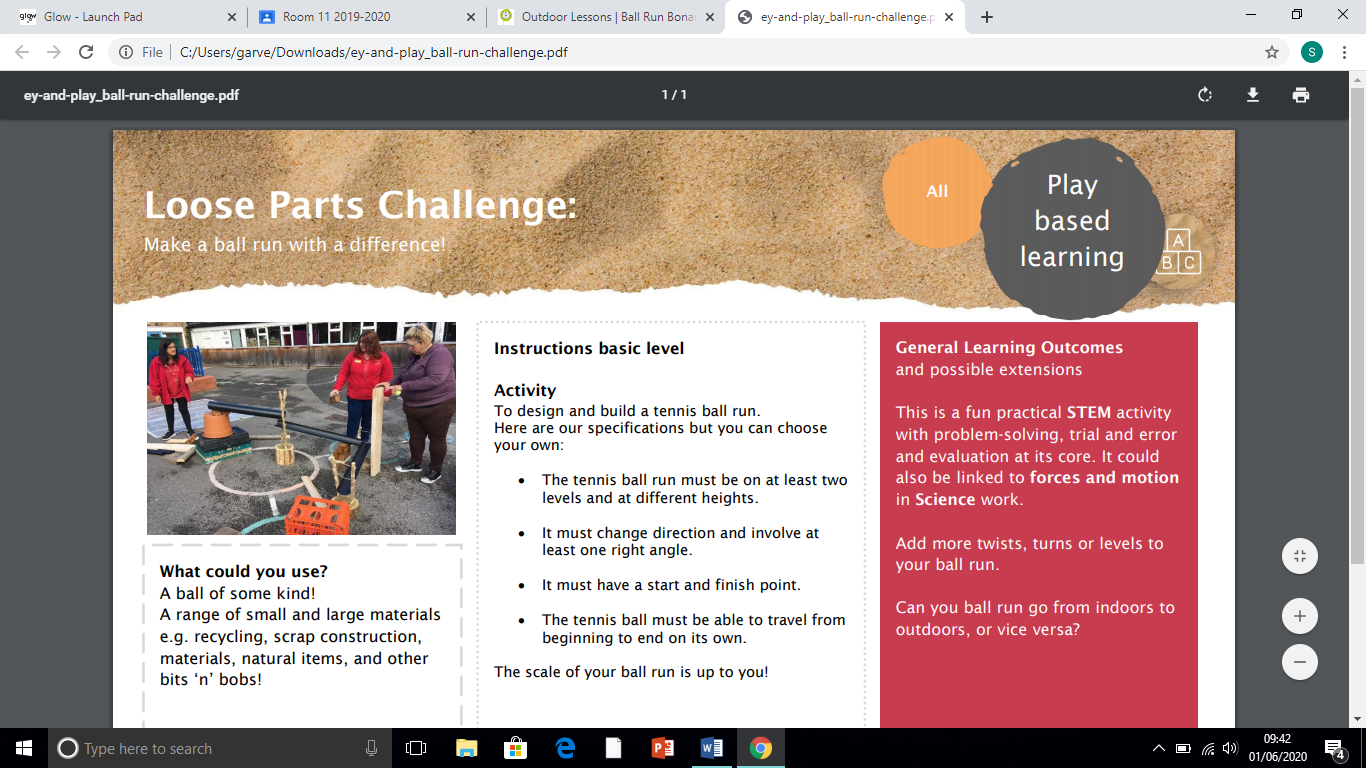 glow Glow - Launch Pad
Room 11 2019-2020
Outdoor Lessons | Ball Run Bona
ey-and-play_ball-run-challenge.p
File
C:/Users/garve/Downloads/ey-and-play_ball-run-challenge.pdf
S
ey-and-play_ball-run-challenge.pdf
1 / 1
Loose Parts Challenge:
Make a ball run with a difference!
All
Play
based
learning
A
B C
What could you use?
A ball of some kind!
A range of small and large materials
e.g. recycling, scrap construction,
materials, natural items, and other
bits ‘n’ bobs!
Instructions basic level
Activity
To design and build a tennis ball run.
Here are our specifications but you can choose
your own:
• The tennis ball run must be on at least two
levels and at different heights.
• It must change direction and involve at
least one right angle.
• It must have a start and finish point.
• The tennis ball must be able to travel from
beginning to end on its own.
The scale of your ball run is up to you!
General Learning Outcomes
and possible extensions
This is a fun practical STEM activity
with problem-solving, trial and error
and evaluation at its core. It could
also be linked to forces and motion
in Science work.
Add more twists, turns or levels to
your ball run.
Can you ball run go from indoors to
outdoors, or vice versa?
Type here to search
09:42
01/06/2020
4